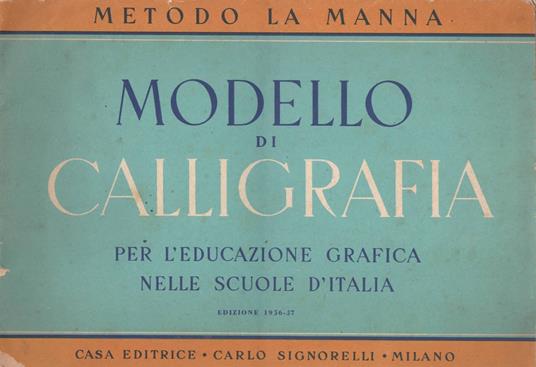 METODO LA MANNA
MODELLO
DI
CALLIGRAFIA
PER L'EDUCAZIONE GRAFICA
NELLE SCUOLE D'ITALIA
EDIZIONE 1936-37
CASA EDITRICE • CARLO SIGNORELLI • MILANO